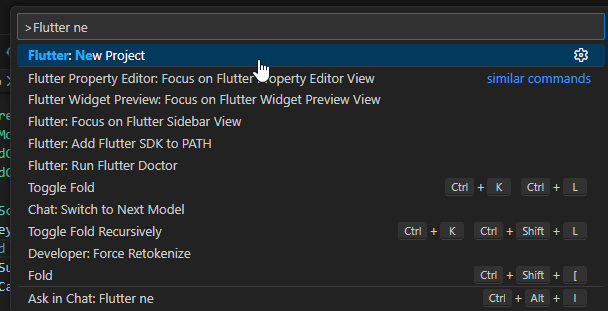 >Flutter ne
Flutter: New Project
Flutter Property Editor: Focus on Flutter Property Editor View similar commands
Flutter Widget Preview: Focus on Flutter Widget Preview View
Flutter: Focus on Flutter Sidebar View
Flutter: Add Flutter SDK to PATH
Flutter: Run Flutter Doctor
Toggle Fold Ctrl + K Ctrl + L
Chat: Switch to Next Model
Toggle Fold Recursively Ctrl + K Ctrl + Shift + L
Developer: Force Retokenize
Fold Ctrl + Shift + [
Ask in Chat: Flutter ne Ctrl + Alt + I